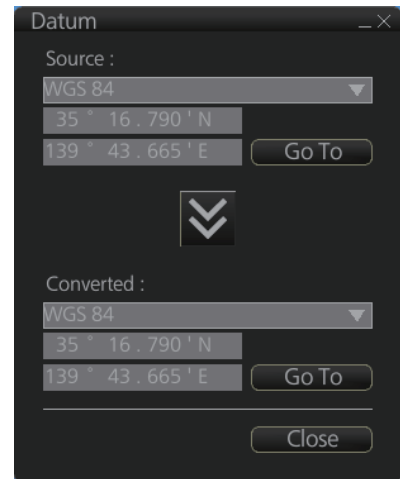 Datum
Source :
WGS 84
35 ° 16 . 790 ' N
139 ° 43 . 665 ' E Go To
Converted :
WGS 84
35 ° 16 . 790 ' N
139 ° 43 . 665 ' E Go To
Close